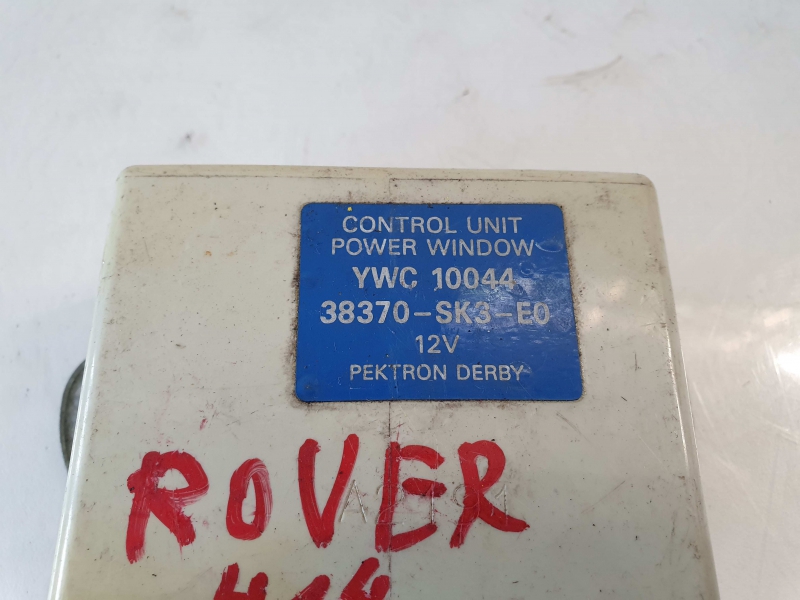 CONTROL UNIT
POWER WINDOW
YWC 10044
38370-SK3-E0
12V
PEKTRON DERBY
ROVER